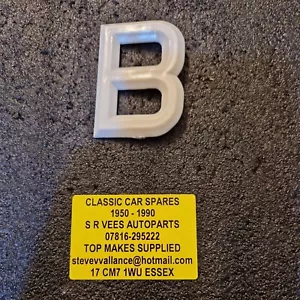 B
CLASSIC CAR SPARES
1950 - 1990
S R VEES AUTOPARTS
07816-295222
TOP MAKES SUPPLIED
stevevvallance@hotmail.com
17 CM7 1WU ESSEX